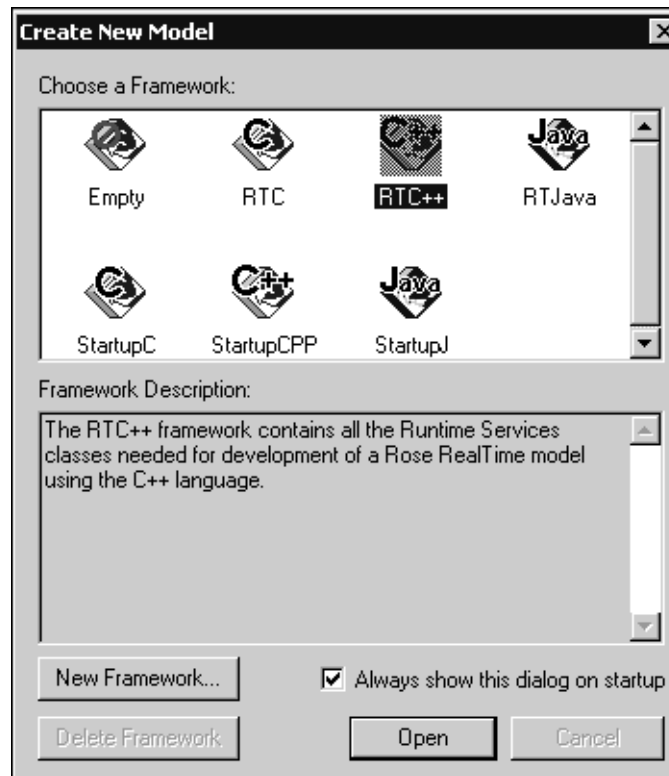 Create New Model
Choose a Framework:
Empty RTC RTC++ RTJava
StartupC StartupCPP StartupJ
Framework Description:
The RTC++ framework contains all the Runtime Services
classes needed for development of a Rose RealTime model
using the C++ language.
New Framework... Always show this dialog on startup
Delete Framework Open Cancel